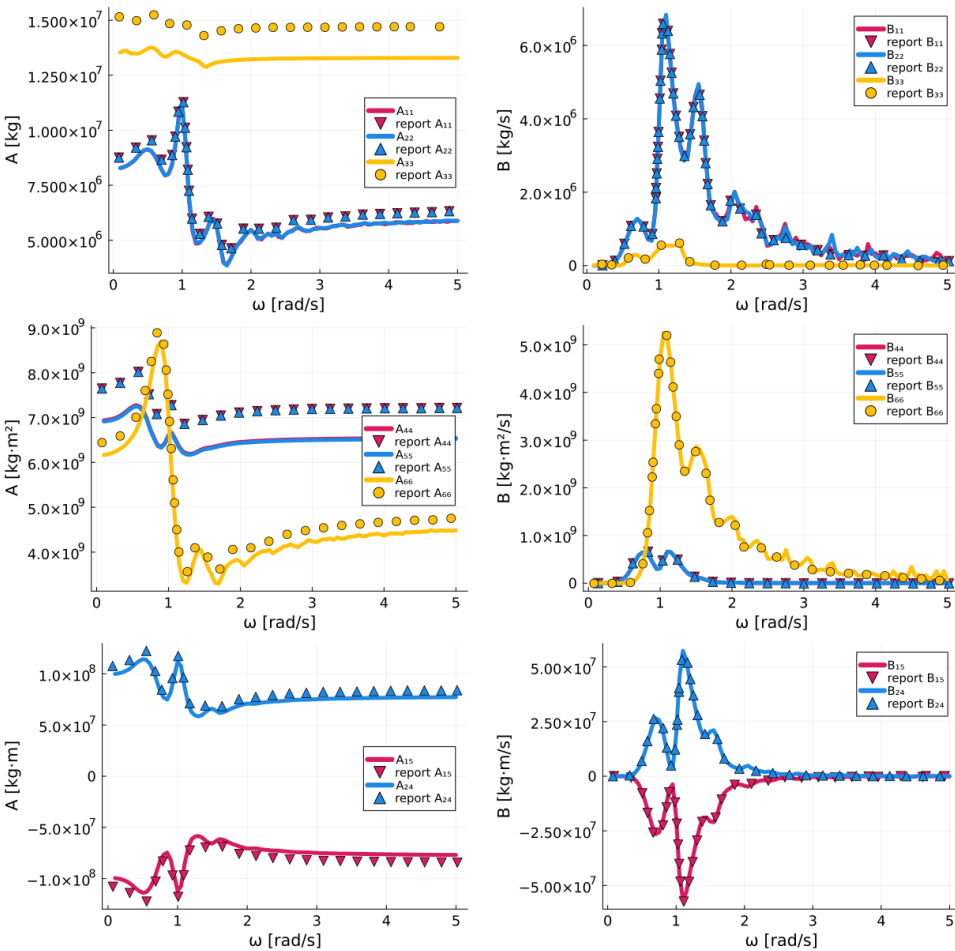 A [kg]
1.500×10⁷
1.250×10⁷
1.000×10⁷
7.500×10⁶
5.000×10⁶
0 1 2 3 4 5
ω [rad/s]
A₁₁
report A₁₁
A₂₂
report A₂₂
A₃₃
report A₃₃
B [kg/s]
6.0×10⁶
4.0×10⁶
2.0×10⁶
0
0 1 2 3 4 5
ω [rad/s]
B₁₁
report B₁₁
B₂₂
report B₂₂
B₃₃
report B₃₃
A [kg·m²]
9.0×10⁹
8.0×10⁹
7.0×10⁹
6.0×10⁹
5.0×10⁹
4.0×10⁹
0 1 2 3 4 5
ω [rad/s]
A₄₄
report A₄₄
A₅₅
report A₅₅
A₆₆
report A₆₆
B [kg·m²/s]
5.0×10⁹
4.0×10⁹
3.0×10⁹
2.0×10⁹
1.0×10⁹
0
0 1 2 3 4 5
ω [rad/s]
B₄₄
report B₄₄
B₅₅
report B₅₅
B₆₆
report B₆₆
A [kg·m]
1.0×10⁸
5.0×10⁷
0
−5.0×10⁷
−1.0×10⁸
0 1 2 3 4 5
ω [rad/s]
A₁₅
report A₁₅
A₂₄
report A₂₄
B [kg·m/s]
5.00×10⁷
2.50×10⁷
0
−2.50×10⁷
−5.00×10⁷
0 1 2 3 4 5
ω [rad/s]
B₁₅
report B₁₅
B₂₄
report B₂₄